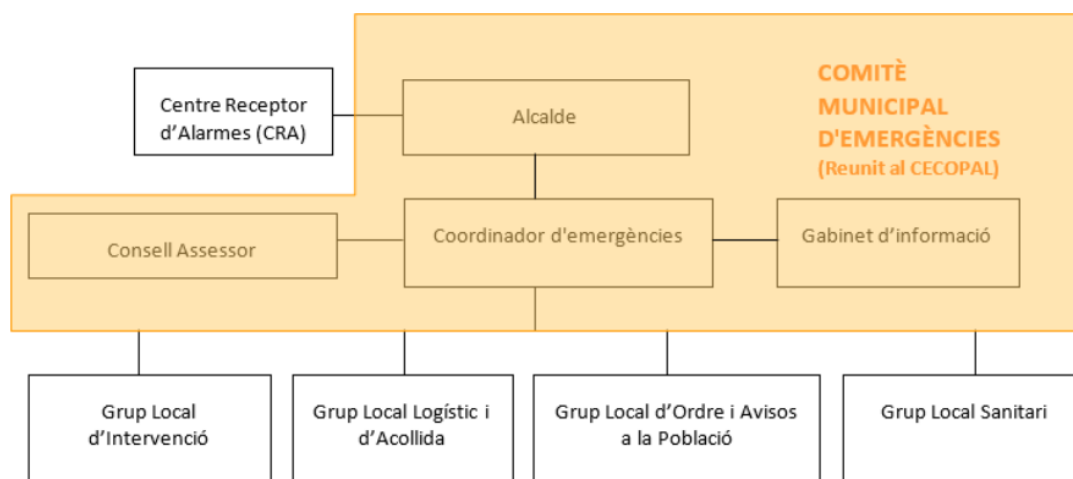 Centre Receptor
d’Alarmes (CRA)
Alcalde
COMITÈ
MUNICIPAL
D'EMERGÈNCIES
(Reunit al CECOPAL)
Consell Assessor
Coordinador d'emergències
Gabinet d’informació
Grup Local
d’Intervenció
Grup Local Logístic i
d’Acollida
Grup Local d’Ordre i Avisos
a la Població
Grup Local Sanitari